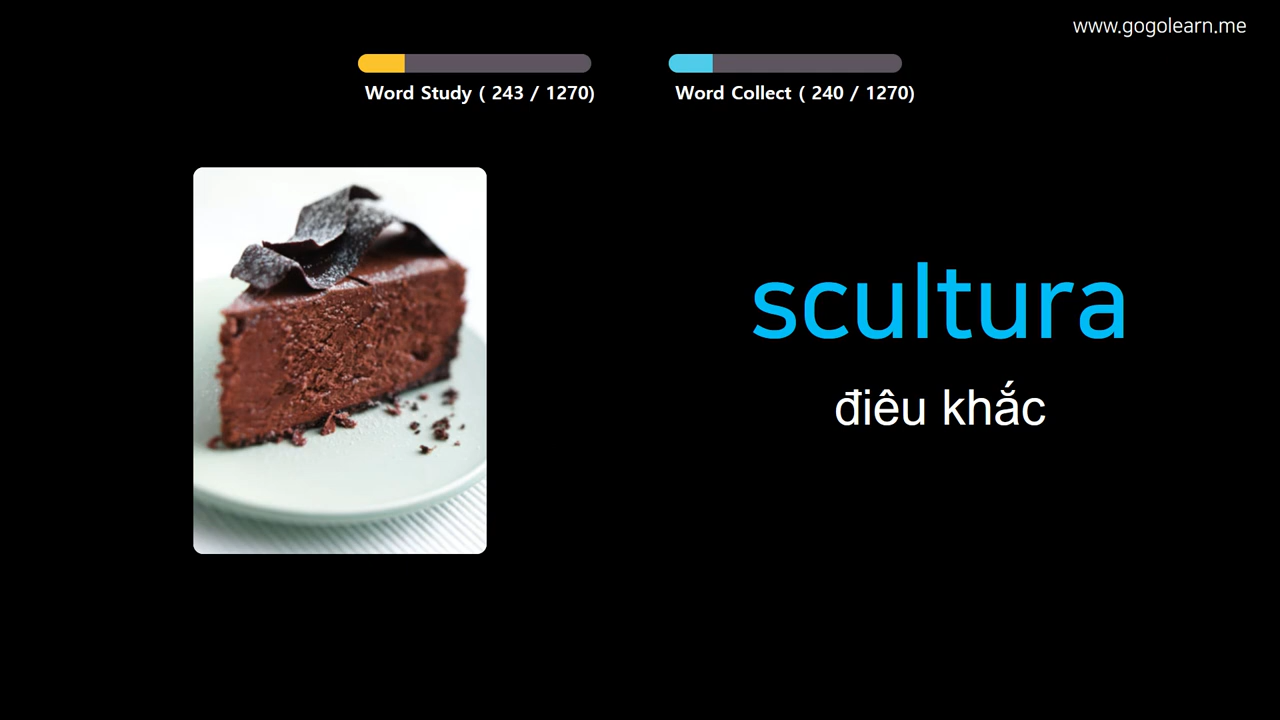 www.gogolearn.me
Word Study ( 243 / 1270)
Word Collect ( 240 / 1270)
scultura
điêu khắc